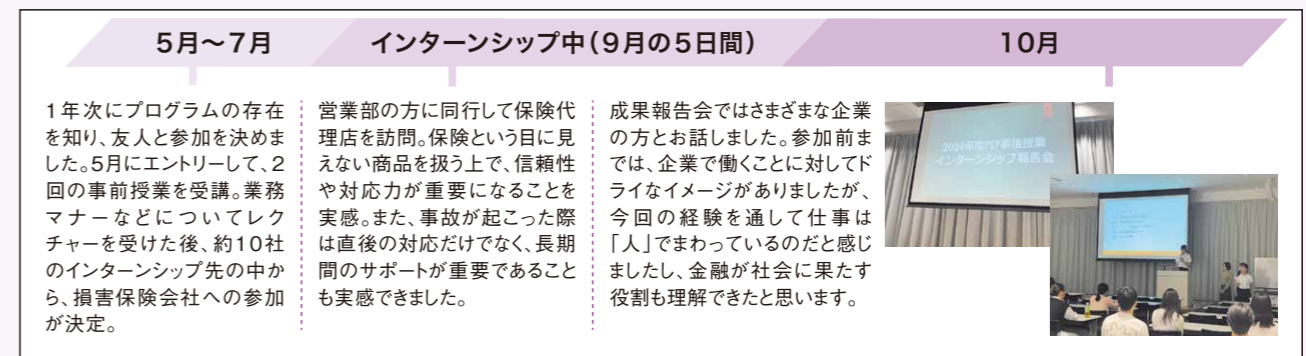 5月〜7月
インターンシップ中（9月の5日間）
10月
1年次にプログラムの存在
を知り、友人と参加を決めま
した。5月にエントリーして、2
回の事前授業を受講。業務
マナーなどについてレク
チャーを受けた後、約10社
のインターンシップ先の中か
ら、損害保険会社への参加
が決定。
営業部の方に同行して保険代
理店を訪問。保険という目に見
えない商品を扱う上で、信頼性
や対応力が重要になることを
実感。また、事故が起こった際
は直後の対応だけでなく、長期
間のサポートが重要であること
も実感できました。
成果報告会ではさまざまな企業
の方とお話しました。参加前ま
では、企業で働くことに対してド
ライなイメージがありましたが、
今回の経験を通して仕事は
「人」でまわっているのだと感じ
ましたし、金融が社会に果たす
役割も理解できたと思います。
2024年度FSP事後授業
インターンシップ報告会